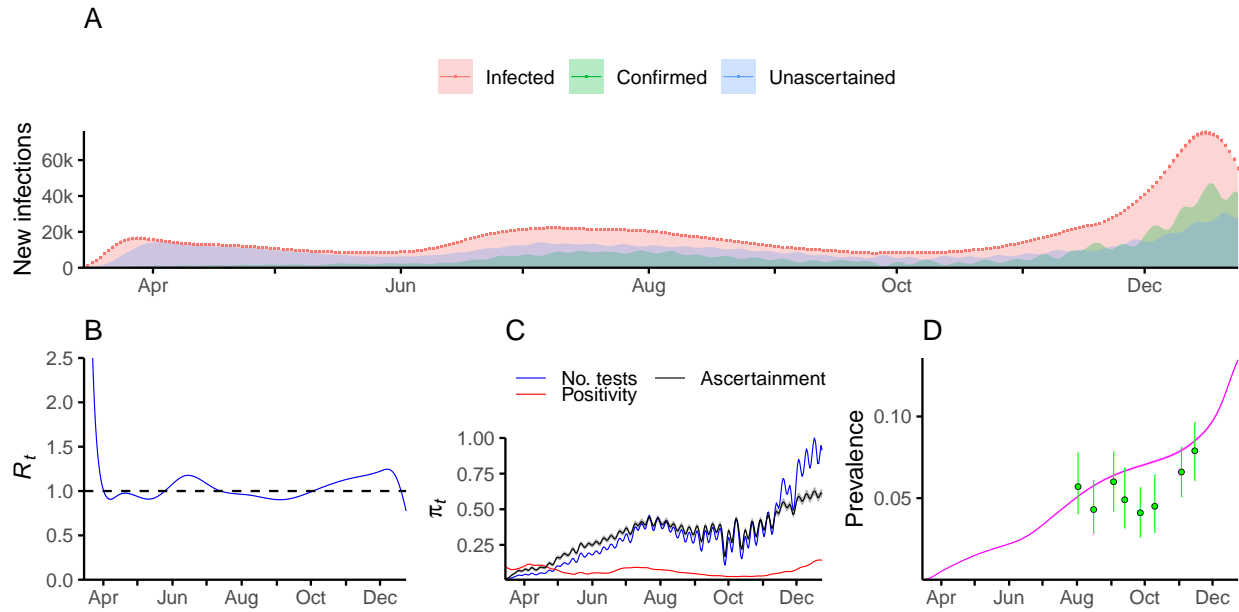 A
Infected Confirmed Unascertained
New infections
60k
40k
20k
0
Apr Jun Aug Oct Dec
B
R_t
2.5
2.0
1.5
1.0
0.5
0.0
Apr Jun Aug Oct Dec
C
No. tests Ascertainment
Positivity
π_t
1.00
0.75
0.50
0.25
Apr Jun Aug Oct Dec
D
Prevalence
0.10
0.05
Apr Jun Aug Oct Dec